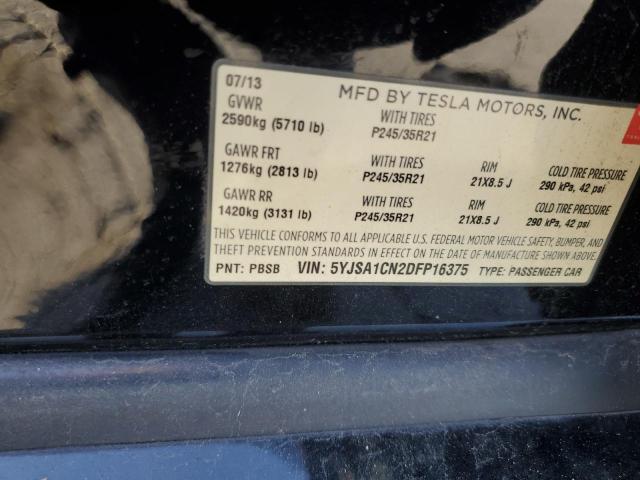 07/13 MFD BY TESLA MOTORS, INC.
GVWR WITH TIRES
2590kg (5710 lb) P245/35R21
GAWR FRT WITH TIRES RIM COLD TIRE PRESSURE
1276kg (2813 lb) P245/35R21 21X8.5 J 290 kPa, 42 psi
GAWR RR WITH TIRES RIM COLD TIRE PRESSURE
1420kg (3131 lb) P245/35R21 21X8.5 J 290 kPa, 42 psi
THIS VEHICLE CONFORMS TO ALL APPLICABLE U.S. FEDERAL MOTOR VEHICLE SAFETY, BUMPER, AND
THEFT PREVENTION STANDARDS IN EFFECT ON THE DATE OF MANUFACTURE SHOWN ABOVE.
PNT: PBSB VIN: 5YJSA1CN2DFP16375 TYPE: PASSENGER CAR